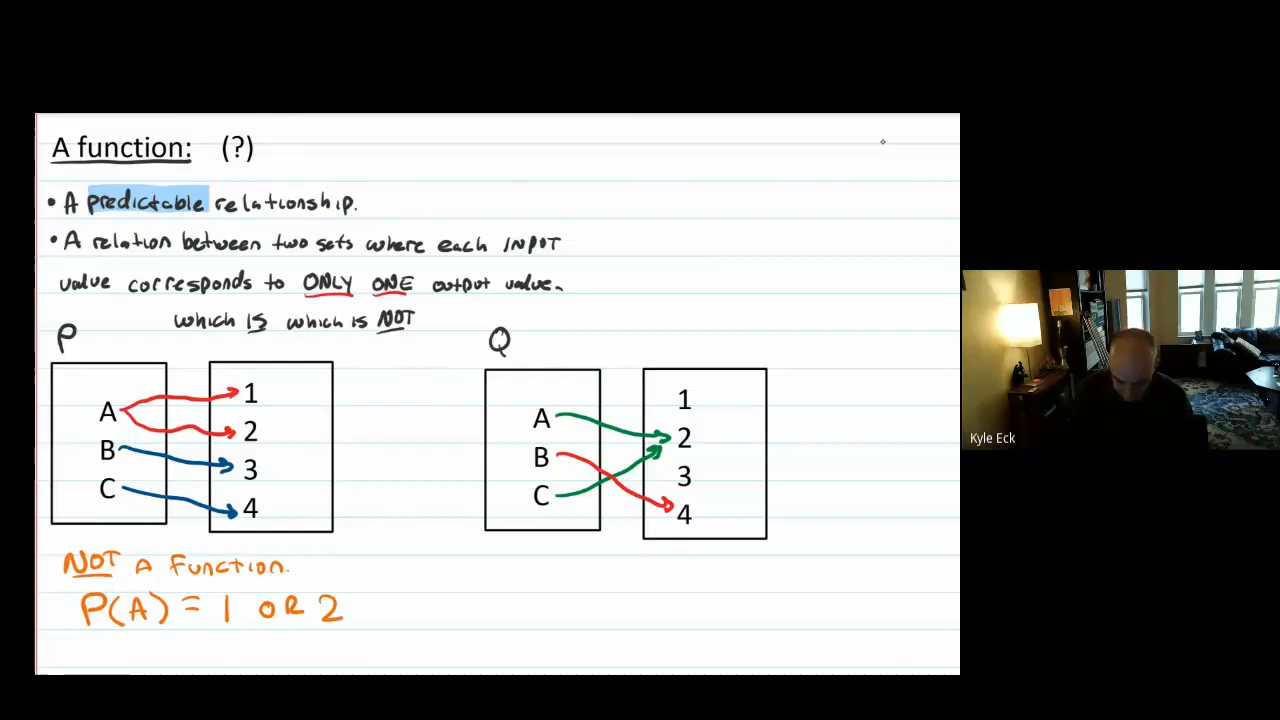 A function: (?)
• A predictable relationship.
• A relation between two sets where each INPUT
value corresponds to ONLY ONE output value.
which is which is NOT
P
Q
A
B
C
1
2
3
4
A
B
C
1
2
3
4
NOT A Function.
P(A) = 1 OR 2
Kyle Eck